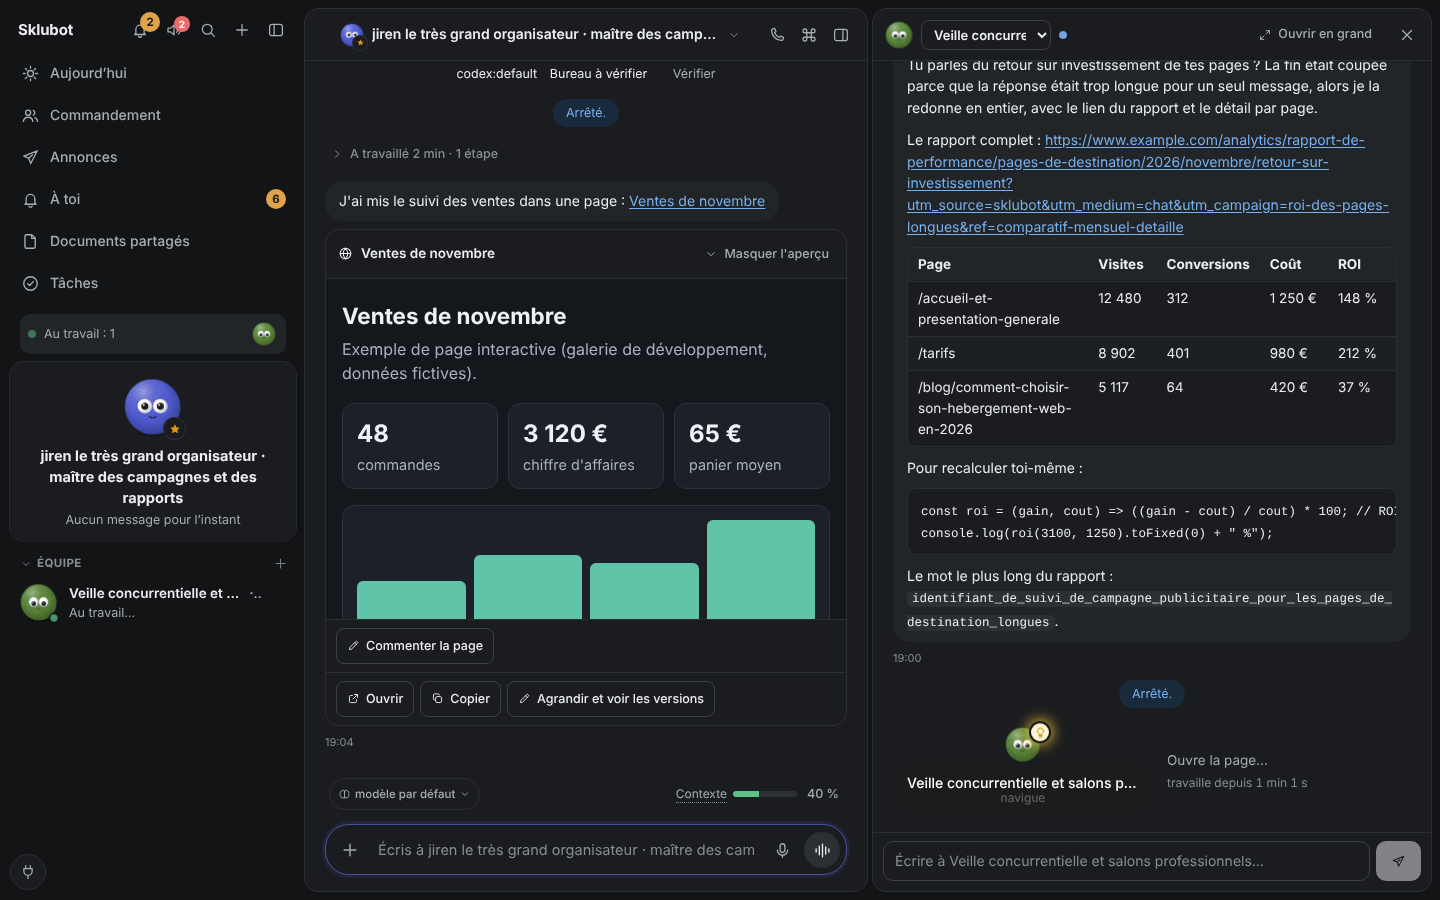 Sklubot
2
2
Aujourd'hui
Commandement
Annonces
À toi
6
Documents partagés
Tâches
Au travail : 1
jiren le très grand organisateur ·
maître des campagnes et des
rapports
Aucun message pour l'instant
ÉQUIPE
Veille concurrentielle et ...
Au travail...
jiren le très grand organisateur · maître des camp...
codex:default Bureau à vérifier Vérifier
Arrêté.
A travaillé 2 min · 1 étape
J'ai mis le suivi des ventes dans une page : Ventes de novembre
Ventes de novembre
Masquer l'aperçu
Ventes de novembre
Exemple de page interactive (galerie de développement,
données fictives).
48
commandes
3 120 €
chiffre d'affaires
65 €
panier moyen
Commenter la page
Ouvrir
Copier
Agrandir et voir les versions
19:04
modèle par défaut
Contexte
40 %
Écris à jiren le très grand organisateur · maître des cam
Veille concurre
Ouvrir en grand
Tu parles du retour sur investissement de tes pages ? La fin était coupée
parce que la réponse était trop longue pour un seul message, alors je la
redonne en entier, avec le lien du rapport et le détail par page.
Le rapport complet : https://www.example.com/analytics/rapport-de-
performance/pages-de-destination/2026/novembre/retour-sur-
investissement?
utm_source=sklubot&utm_medium=chat&utm_campaign=roi-des-pages-
longues&ref=comparatif-mensuel-detaille
Page Visites Conversions Coût ROI
/accueil-et-
presentation-generale 12 480 312 1 250 € 148 %
/tarifs 8 902 401 980 € 212 %
/blog/comment-choisir-
son-hebergement-web-
en-2026 5 117 64 420 € 37 %
Pour recalculer toi-même :
const roi = (gain, cout) => ((gain - cout) / cout) * 100; // ROI
console.log(roi(3100, 1250).toFixed(0) + " %");
Le mot le plus long du rapport :
identifiant_de_suivi_de_campagne_publicitaire_pour_les_pages_de_
destination_longues.
19:00
Arrêté.
Veille concurrentielle et salons p...
navigue
Ouvre la page...
travaille depuis 1 min 1 s
Écrire à Veille concurrentielle et salons professionnels...